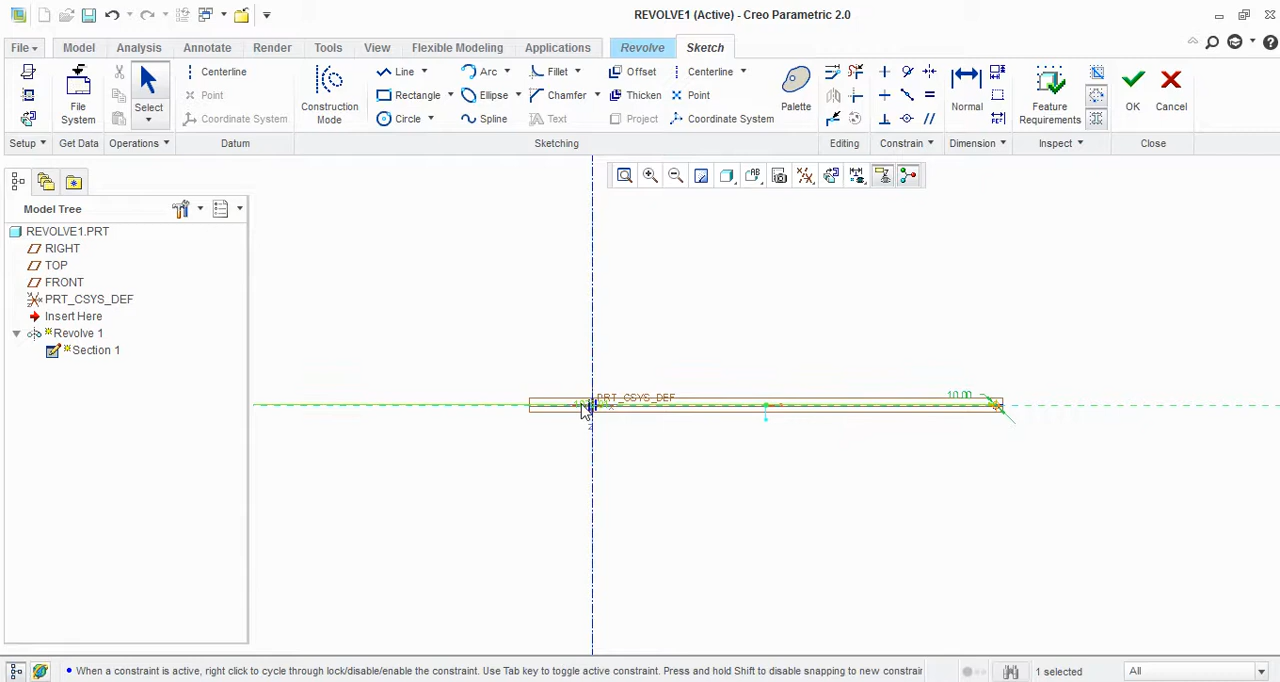 REVOLVE1 (Active) - Creo Parametric 2.0
File Model Analysis Annotate Render Tools View Flexible Modeling Applications Revolve Sketch
Centerline Line Arc Fillet Offset Centerline
Point Rectangle Ellipse Chamfer Thicken Point
Coordinate System Circle Spline Text Project Coordinate System
File System Select Construction Mode Palette Normal Feature Requirements OK Cancel
Setup Get Data Operations Datum Sketching Editing Constrain Dimension Inspect Close
Model Tree
REVOLVE1.PRT
RIGHT
TOP
FRONT
PRT_CSYS_DEF
Insert Here
Revolve 1
Section 1
PRT_CSYS_DEF
10.00
When a constraint is active, right click to cycle through lock/disable/enable the constraint. Use Tab key to toggle active constraint. Press and hold Shift to disable snapping to new constrair
1 selected
All